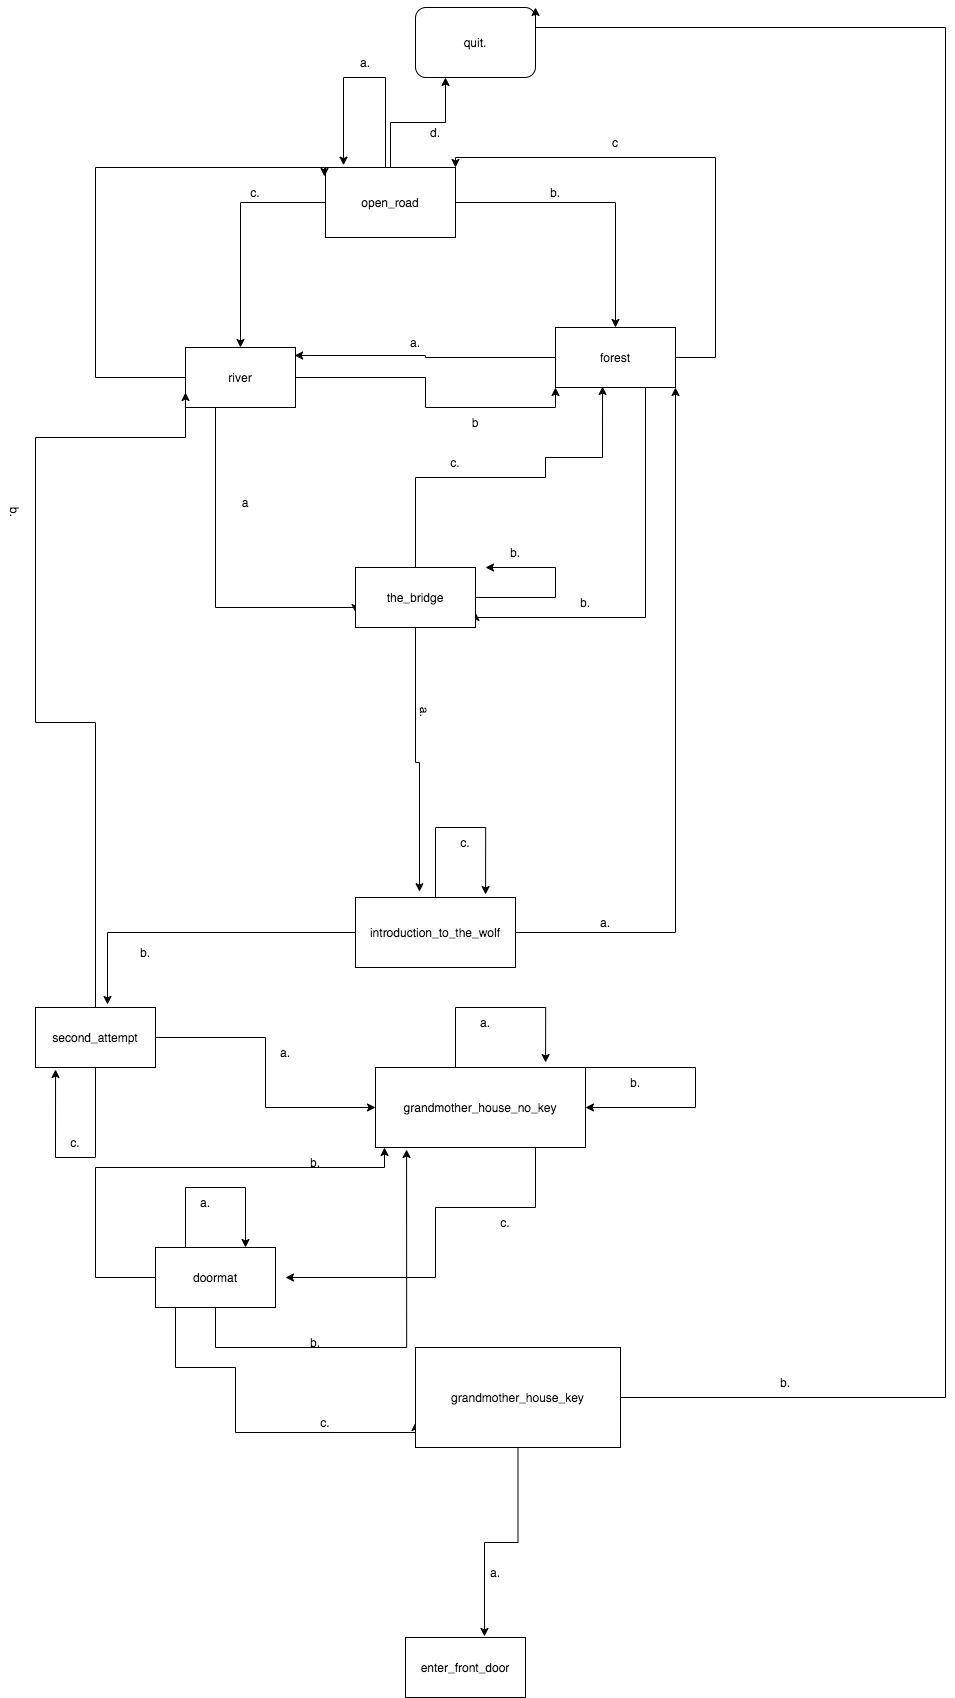 quit.
a.
d.
c
c.
open_road
b.
a.
forest
river
b
c.
a
b.
b.
the_bridge
b.
a.
c.
introduction_to_the_wolf
a.
b.
second_attempt
a.
a.
b.
grandmother_house_no_key
c.
b.
a.
c.
doormat
b.
grandmother_house_key
b.
c.
a.
enter_front_door